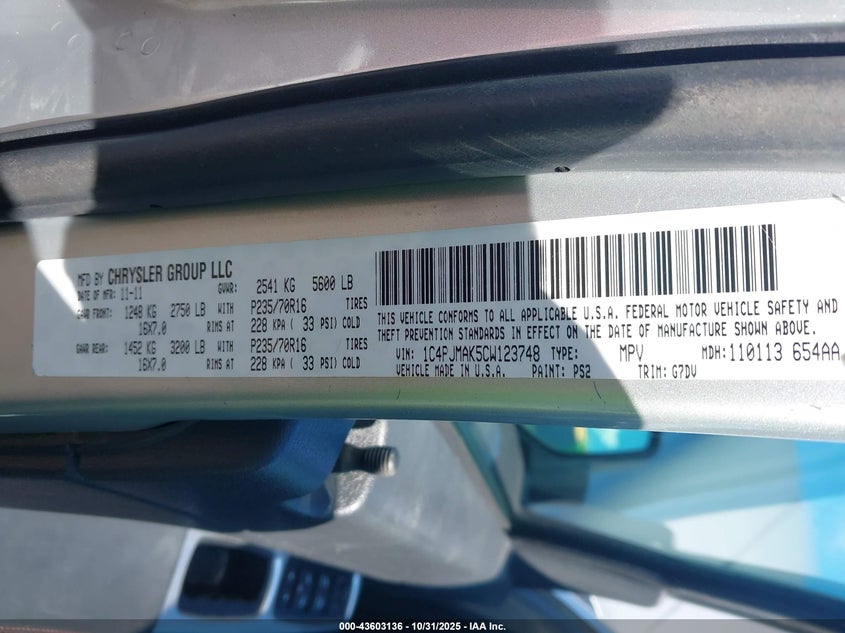 MFD BY CHRYSLER GROUP LLC
DATE OF MFR: 11-11 GVWR: 2541 KG 5600 LB
GAWR FRONT: 1248 KG 2750 LB WITH P235/70R16 TIRES
16X7.0 RIMS AT 228 KPA ( 33 PSI) COLD
GAWR REAR: 1452 KG 3200 LB WITH P235/70R16 TIRES
16X7.0 RIMS AT 228 KPA ( 33 PSI) COLD
THIS VEHICLE CONFORMS TO ALL APPLICABLE U.S.A. FEDERAL MOTOR VEHICLE SAFETY AND
THEFT PREVENTION STANDARDS IN EFFECT ON THE DATE OF MANUFACTURE SHOWN ABOVE.
VIN: 1C4PJMAK5CW123748 TYPE: MPV MDH: 110113 654AA
VEHICLE MADE IN U.S.A. PAINT: PS2 TRIM: G7DV
000-43603136 - 10/31/2025 - IAA Inc.